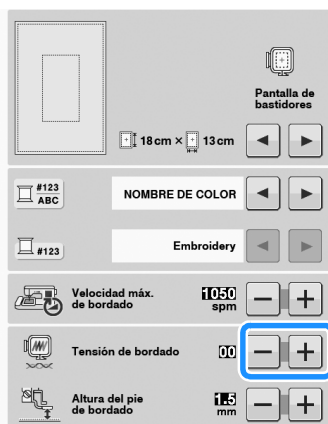 Pantalla de
bastidores
18 cm × 13 cm
#123
ABC
NOMBRE DE COLOR
#123
Embroidery
Velocidad máx.
de bordado
1050
spm
Tensión de bordado
00
Altura del pie
de bordado
1.5
mm